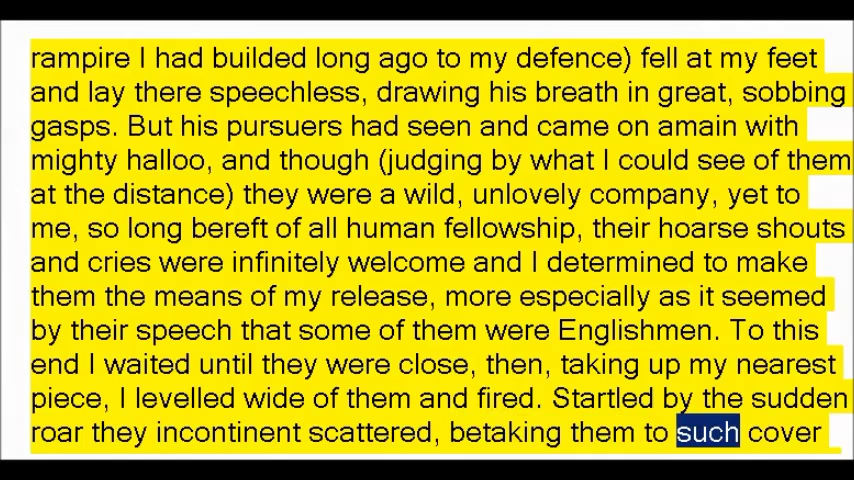 rampire I had builded long ago to my defence) fell at my feet
and lay there speechless, drawing his breath in great, sobbing
gasps. But his pursuers had seen and came on amain with
mighty halloo, and though (judging by what I could see of them
at the distance) they were a wild, unlovely company, yet to
me, so long bereft of all human fellowship, their hoarse shouts
and cries were infinitely welcome and I determined to make
them the means of my release, more especially as it seemed
by their speech that some of them were Englishmen. To this
end I waited until they were close, then, taking up my nearest
piece, I levelled wide of them and fired. Startled by the sudden
roar they incontinent scattered, betaking them to such cover